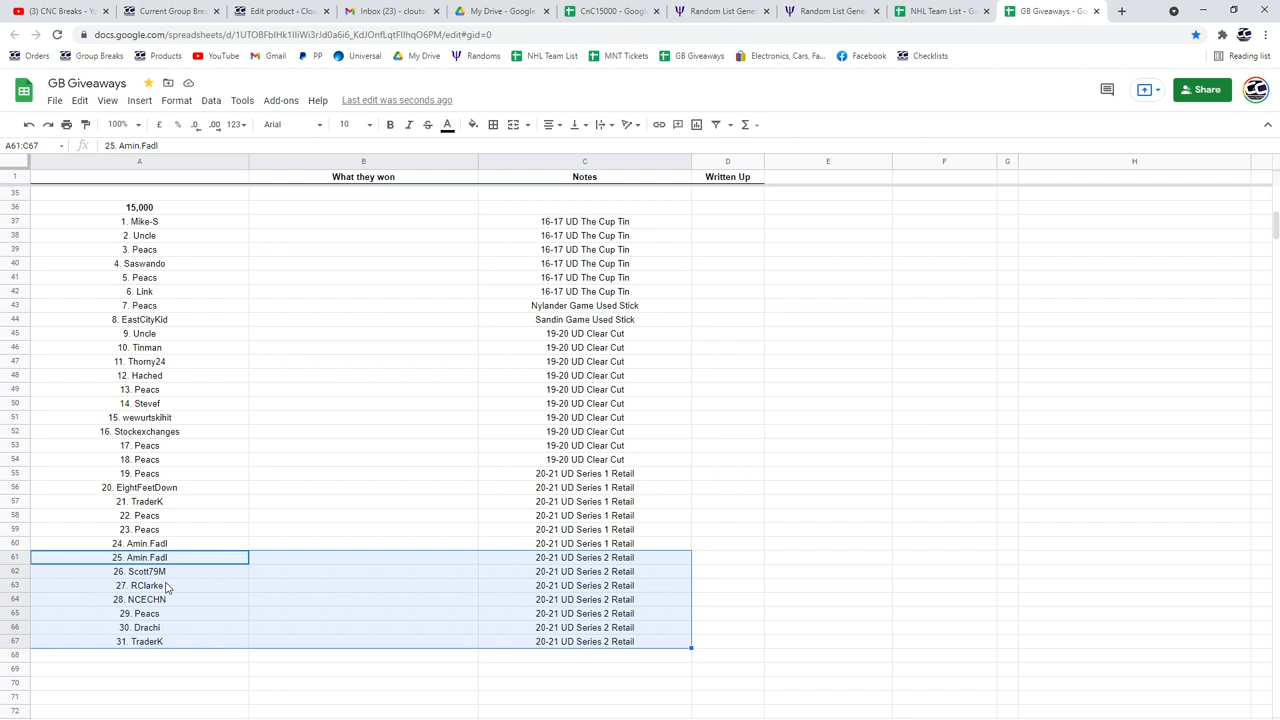 (3) CNC Breaks - Yo
Current Group Brea
Edit product - Clou
Inbox (23) - clouts
My Drive - Google
CnC15000 - Google
Random List Gener
Random List Gener
NHL Team List - Go
GB Giveaways - Go
Orders
Group Breaks
Products
YouTube
Gmail
PP
Universal
My Drive
Randoms
NHL Team List
MNT Tickets
GB Giveaways
Electronics, Cars, Fa...
Facebook
Checklists
Reading list
GB Giveaways
File Edit View Insert Format Data Tools Add-ons Help Last edit was seconds ago
Share
100% £ % .0 .00 123 Arial 10 B I S A
A61:C67 fx 25. Amin.Fadl
A B C D E F G H
1 What they won Notes Written Up
35
36 15,000
37 1. Mike-S 16-17 UD The Cup Tin
38 2. Uncle 16-17 UD The Cup Tin
39 3. Peacs 16-17 UD The Cup Tin
40 4. Saswando 16-17 UD The Cup Tin
41 5. Peacs 16-17 UD The Cup Tin
42 6. Link 16-17 UD The Cup Tin
43 7. Peacs Nylander Game Used Stick
44 8. EastCityKid Sandin Game Used Stick
45 9. Uncle 19-20 UD Clear Cut
46 10. Tinman 19-20 UD Clear Cut
47 11. Thorny24 19-20 UD Clear Cut
48 12. Hached 19-20 UD Clear Cut
49 13. Peacs 19-20 UD Clear Cut
50 14. Stevef 19-20 UD Clear Cut
51 15. wewurtskihit 19-20 UD Clear Cut
52 16. Stockexchanges 19-20 UD Clear Cut
53 17. Peacs 19-20 UD Clear Cut
54 18. Peacs 19-20 UD Clear Cut
55 19. Peacs 20-21 UD Series 1 Retail
56 20. EightFeetDown 20-21 UD Series 1 Retail
57 21. TraderK 20-21 UD Series 1 Retail
58 22. Peacs 20-21 UD Series 1 Retail
59 23. Peacs 20-21 UD Series 1 Retail
60 24. Amin.Fadl 20-21 UD Series 1 Retail
61 25. Amin.Fadl 20-21 UD Series 2 Retail
62 26. Scott79M 20-21 UD Series 2 Retail
63 27. RClarke 20-21 UD Series 2 Retail
64 28. NCECHN 20-21 UD Series 2 Retail
65 29. Peacs 20-21 UD Series 2 Retail
66 30. Drachi 20-21 UD Series 2 Retail
67 31. TraderK 20-21 UD Series 2 Retail
68
69
70
71
72